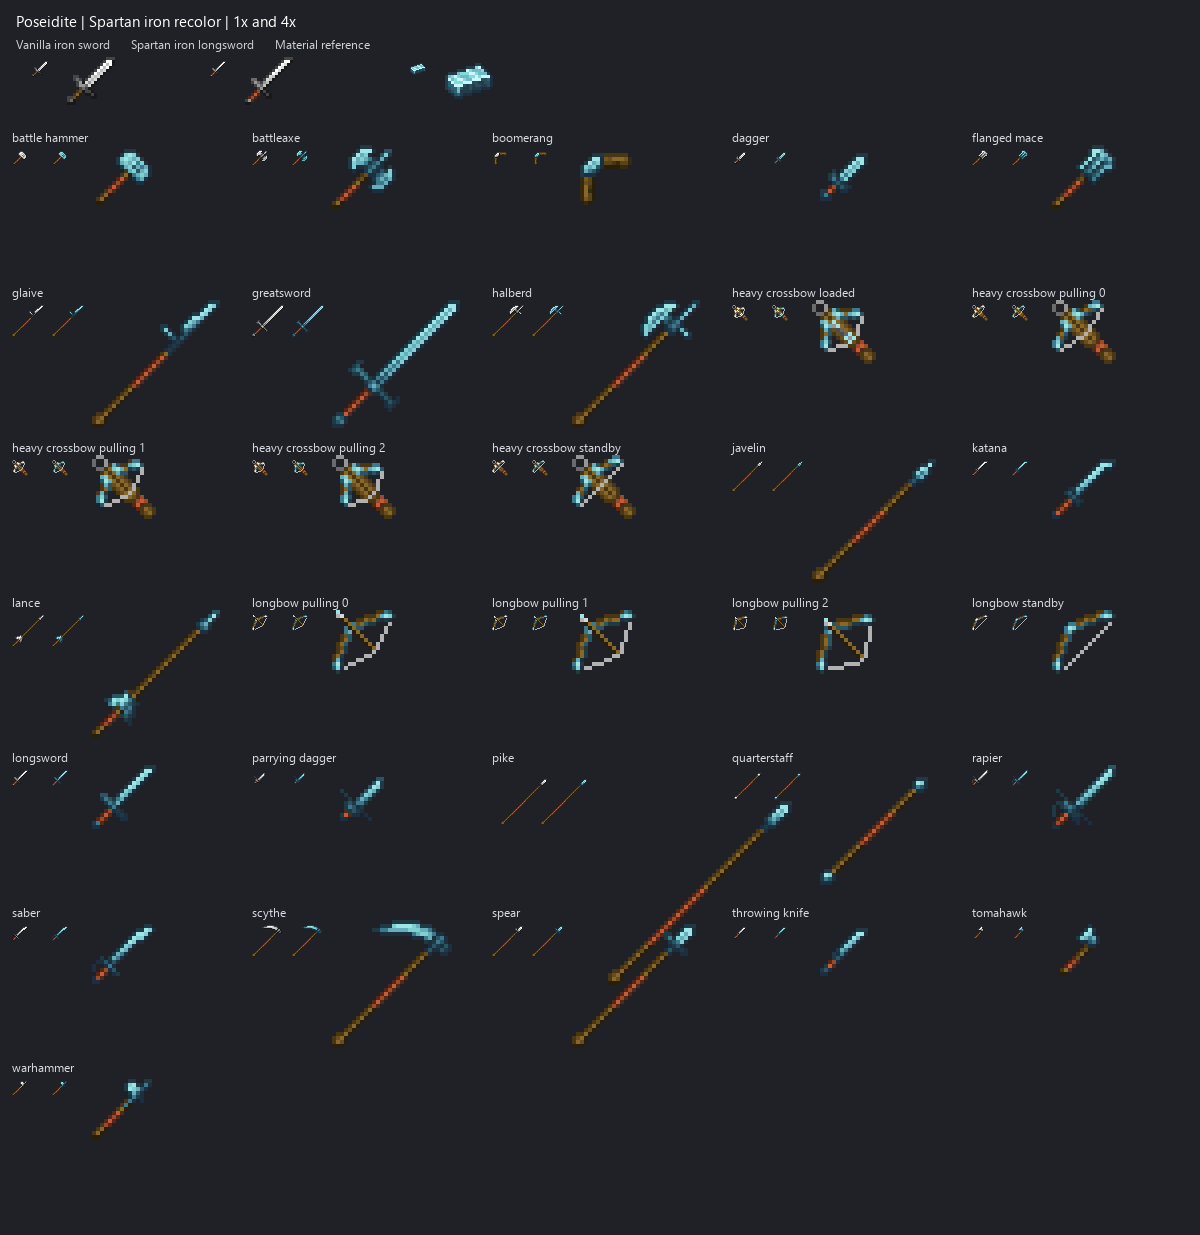 Poseidite | Spartan iron recolor | 1x and 4x
Vanilla iron sword Spartan iron longsword Material reference
battle hammer battleaxe boomerang dagger flanged mace
glaive greatsword halberd heavy crossbow loaded heavy crossbow pulling 0
heavy crossbow pulling 1 heavy crossbow pulling 2 heavy crossbow standby javelin katana
lance longbow pulling 0 longbow pulling 1 longbow pulling 2 longbow standby
longsword parrying dagger pike quarterstaff rapier
saber scythe spear throwing knife tomahawk
warhammer